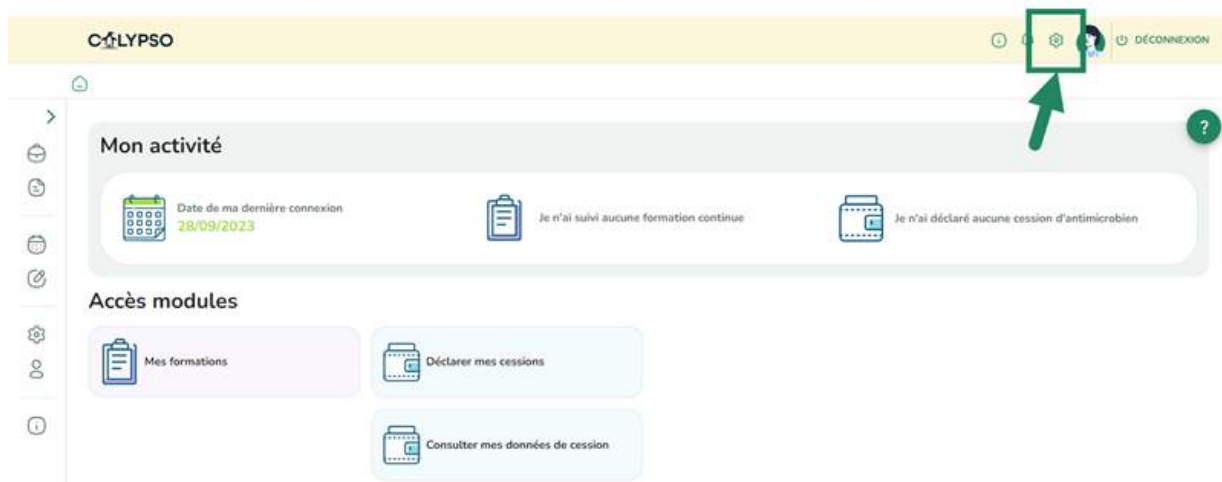 CALYPSO
DÉCONNEXION
?
Mon activité
Date de ma dernière connexion
28/09/2023
Je n'ai suivi aucune formation continue
Je n'ai déclaré aucune cession d'antimicrobien
Accès modules
Mes formations
Déclarer mes cessions
Consulter mes données de cession